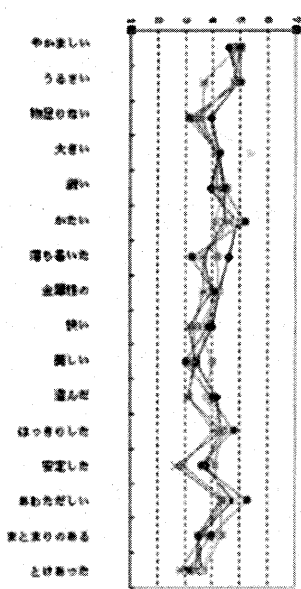 やかましい
うるさい
物足りない
大きい
鋭い
かたい
落ち着いた
金属性の
快い
美しい
澄んだ
はっきりした
安定した
あわただしい
まとまりのある
とけあった